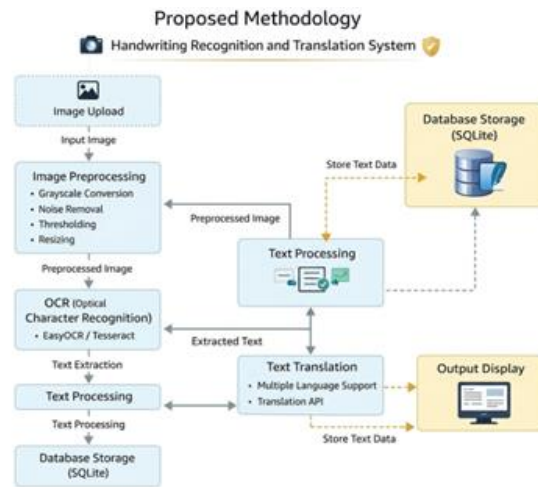 Proposed Methodology
Handwriting Recognition and Translation System
Image Upload
Input Image
Image Preprocessing
• Grayscale Conversion
• Noise Removal
• Thresholding
• Resizing
Preprocessed Image
OCR (Optical
Character Recognition)
• EasyOCR / Tesseract
Text Extraction
Text Processing
Text Processing
Database Storage
(SQLite)
Preprocessed Image
Text Processing
Extracted Text
Text Translation
• Multiple Language Support
• Translation API
Store Text Data
Database Storage
(SQLite)
Store Text Data
Output Display